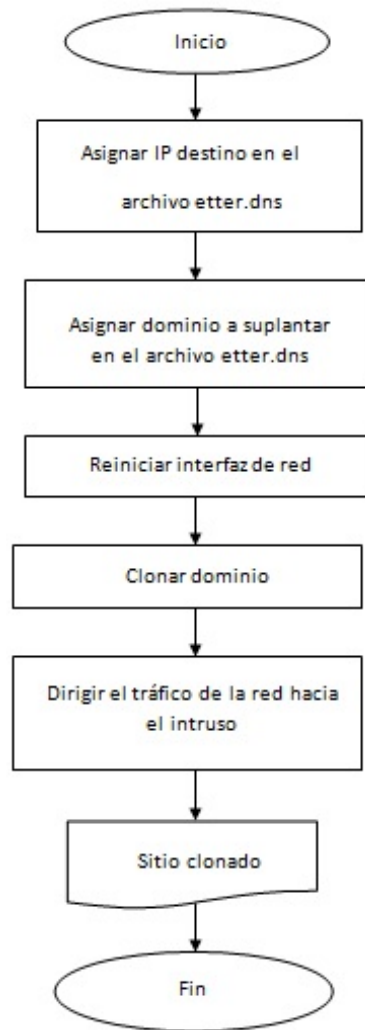 Inicio
Asignar IP destino en el
archivo etter.dns
Asignar dominio a suplantar
en el archivo etter.dns
Reiniciar interfaz de red
Clonar dominio
Dirigir el tráfico de la red hacia
el intruso
Sitio clonado
Fin